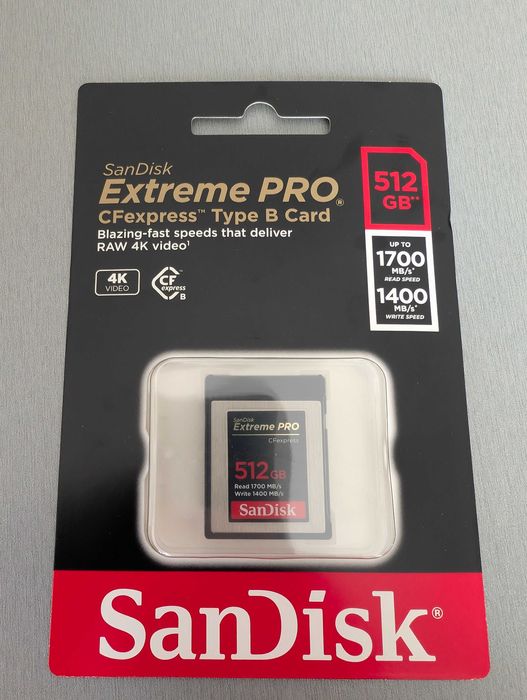 SanDisk
Extreme PRO®
CFexpress™ Type B Card
Blazing-fast speeds that deliver
RAW 4K video¹
4K
VIDEO
CF
express
B
512
GB**
UP TO
1700
MB/s*
READ SPEED
1400
MB/s*
WRITE SPEED
SanDisk
Extreme PRO
CFexpress
512 GB
Read 1700 MB/s
Write 1400 MB/s
SanDisk
SanDisk®